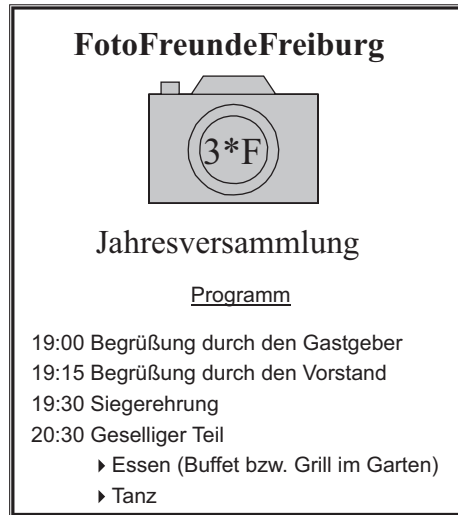 FotoFreundeFreiburg
3*F
Jahresversammlung
Programm
19:00 Begrüßung durch den Gastgeber
19:15 Begrüßung durch den Vorstand
19:30 Siegerehrung
20:30 Geselliger Teil
Essen (Buffet bzw. Grill im Garten)
Tanz